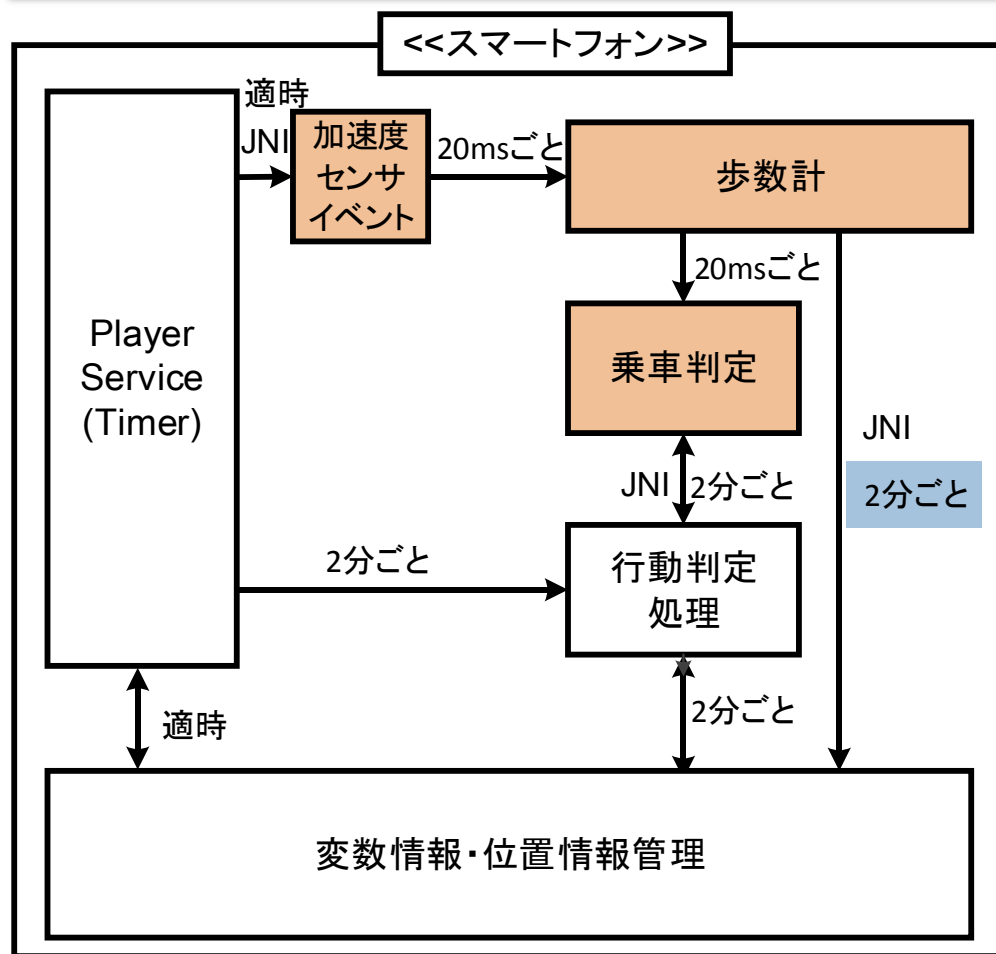 <<スマートフォン>>
適時
JNI
加速度
センサ
イベント
20msごと
歩数計
20msごと
Player
Service
(Timer)
乗車判定
JNI
2分ごと
JNI 2分ごと
2分ごと
行動判定
処理
適時
2分ごと
変数情報・位置情報管理